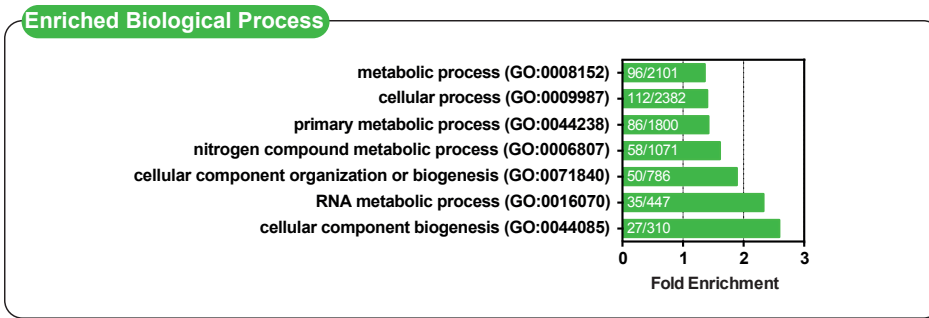 Enriched Biological Process
metabolic process (GO:0008152) 96/2101
cellular process (GO:0009987) 112/2382
primary metabolic process (GO:0044238) 86/1800
nitrogen compound metabolic process (GO:0006807) 58/1071
cellular component organization or biogenesis (GO:0071840) 50/786
RNA metabolic process (GO:0016070) 35/447
cellular component biogenesis (GO:0044085) 27/310
0 1 2 3
Fold Enrichment